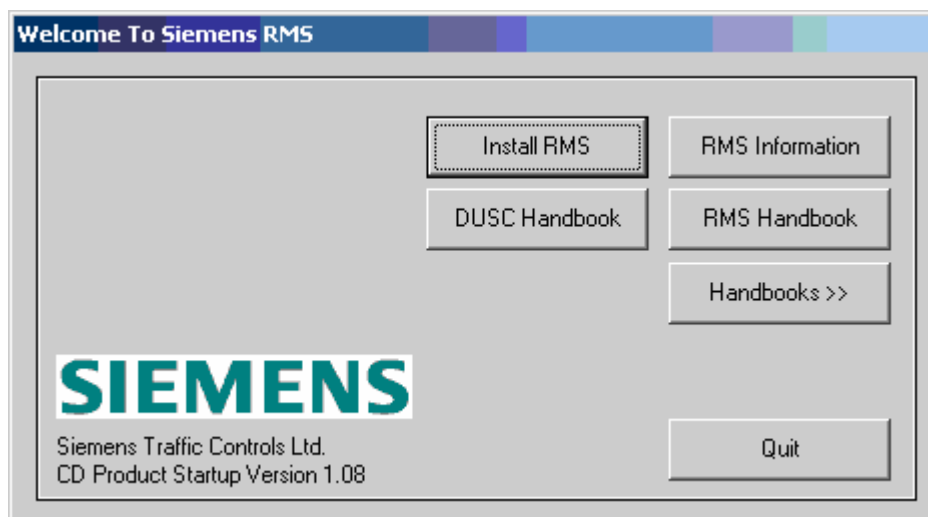 Welcome To Siemens RMS
Install RMS
RMS Information
DUSC Handbook
RMS Handbook
Handbooks >>
SIEMENS
Siemens Traffic Controls Ltd.
CD Product Startup Version 1.08
Quit